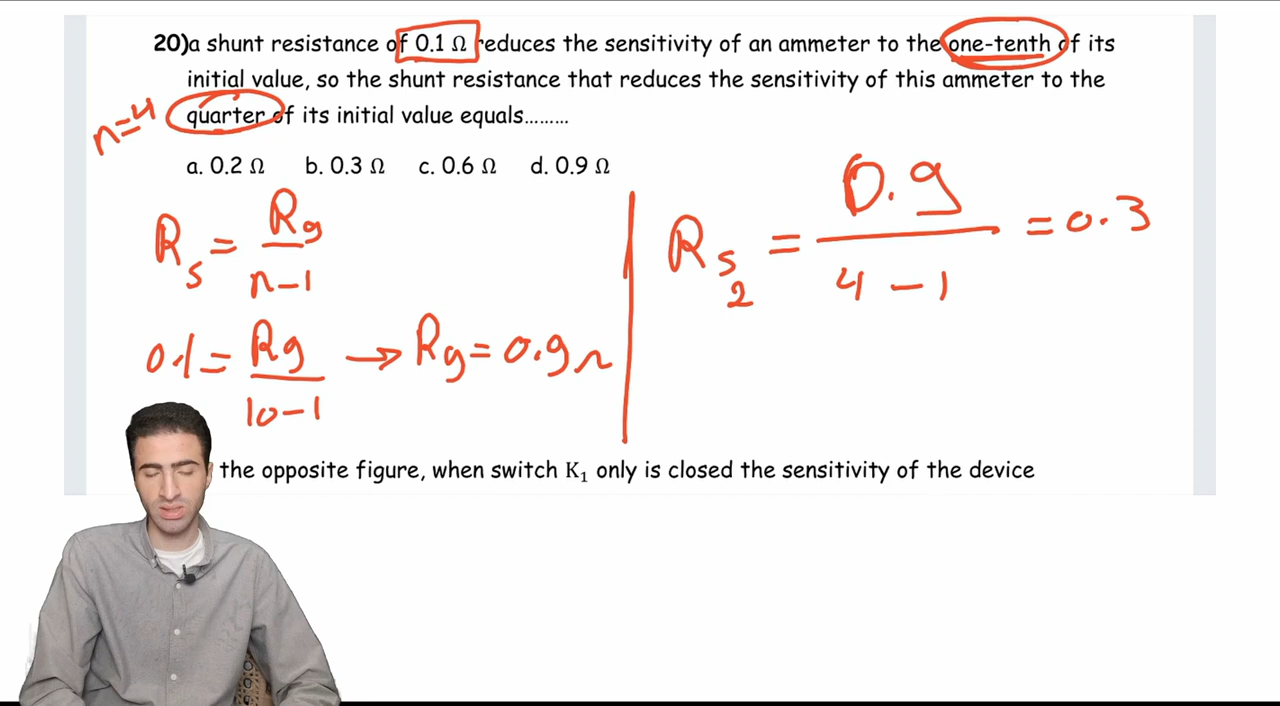 20)a shunt resistance of 0.1 Ω reduces the sensitivity of an ammeter to the one-tenth of its
initial value, so the shunt resistance that reduces the sensitivity of this ammeter to the
quarter of its initial value equals.........
n=4
a. 0.2 Ω b. 0.3 Ω c. 0.6 Ω d. 0.9 Ω
Rs = Rg / n-1
0.1 = Rg / 10-1 → Rg = 0.9 Ω
Rs2 = 0.9 / 4-1 = 0.3
the opposite figure, when switch K₁ only is closed the sensitivity of the device